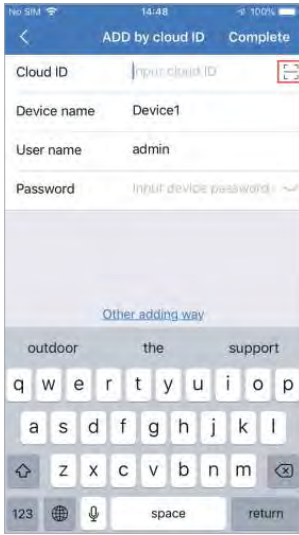 No SIM 14:48 100%
ADD by cloud ID Complete
Cloud ID Input cloud ID
Device name Device1
User name admin
Password Input device password
Other adding way
outdoor the support
q w e r t y u i o p
a s d f g h j k l
z x c v b n m
123 space return